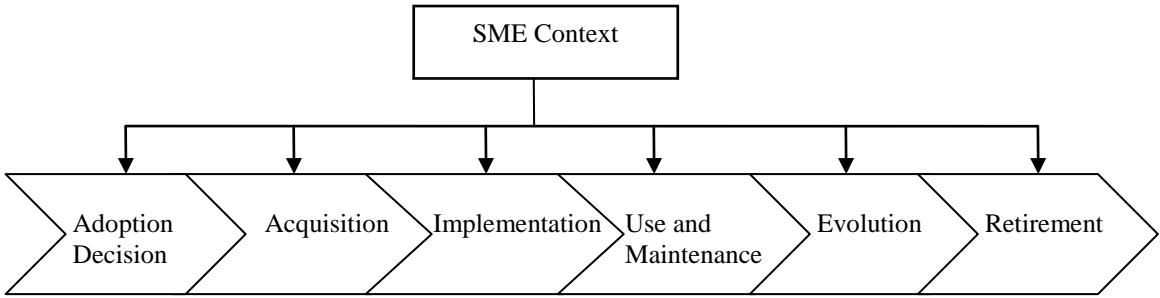 SME Context
Adoption
Decision
Acquisition
Implementation
Use and
Maintenance
Evolution
Retirement